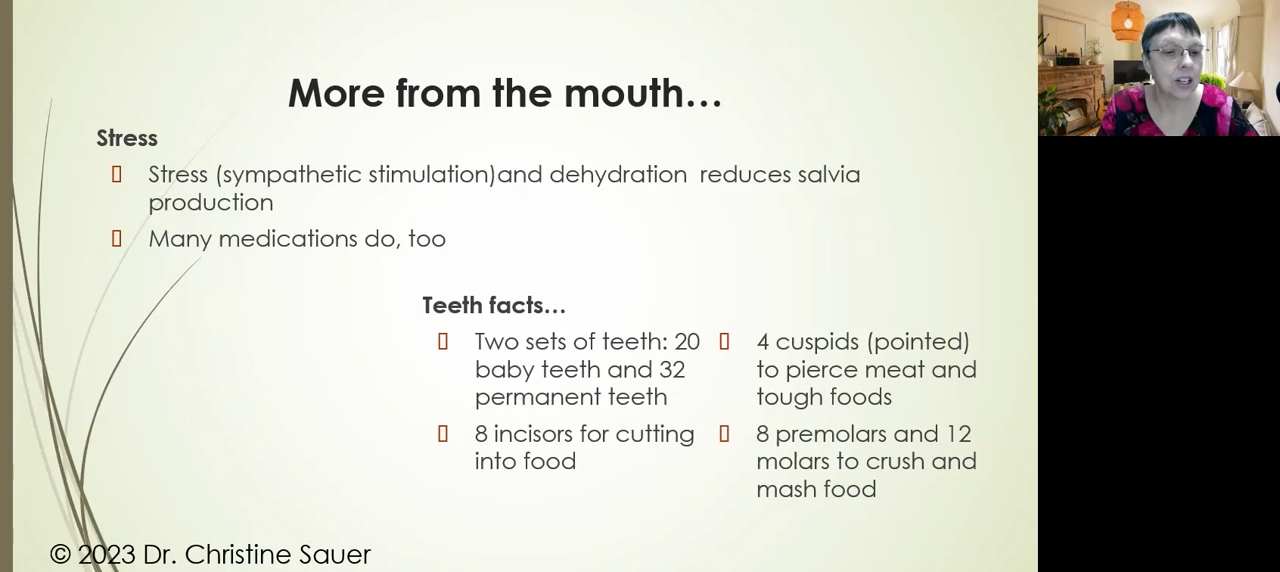 More from the mouth…
Stress
Stress (sympathetic stimulation)and dehydration reduces salvia
production
Many medications do, too
Teeth facts…
Two sets of teeth: 20
baby teeth and 32
permanent teeth
8 incisors for cutting
into food
4 cuspids (pointed)
to pierce meat and
tough foods
8 premolars and 12
molars to crush and
mash food
© 2023 Dr. Christine Sauer